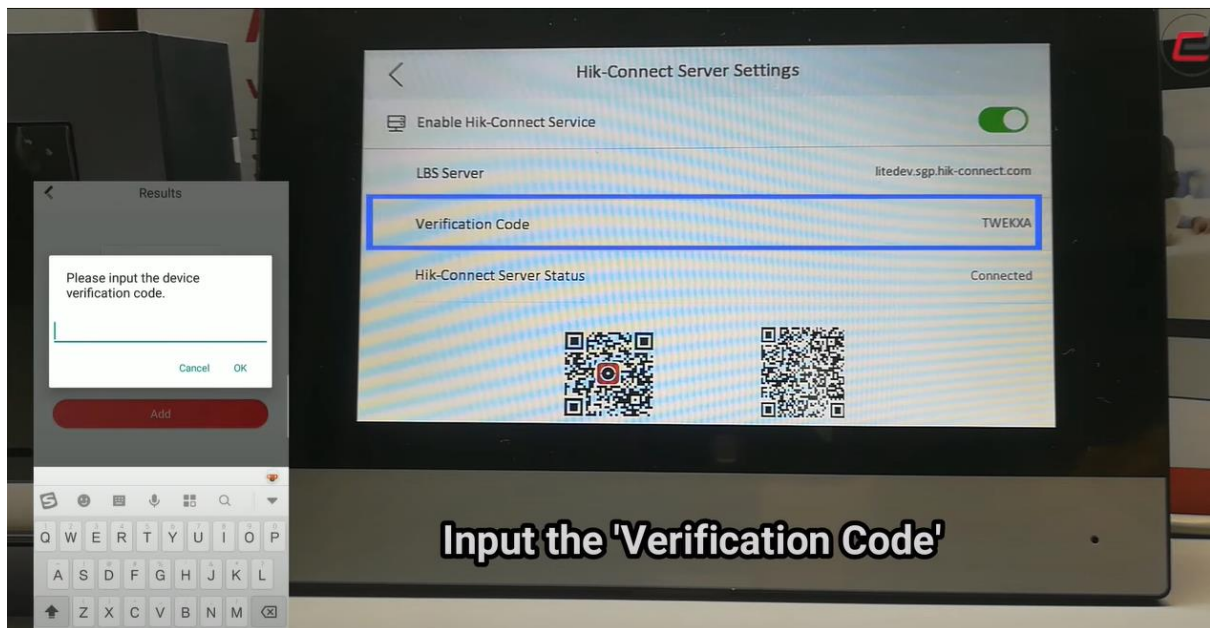 Hik-Connect Server Settings
Enable Hik-Connect Service
LBS Server litedev.sgp.hik-connect.com
Verification Code TWEKXA
Hik-Connect Server Status Connected
Results
Please input the device
verification code.
Cancel OK
Add
Q W E R T Y U I O P
A S D F G H J K L
Z X C V B N M
Input the 'Verification Code'